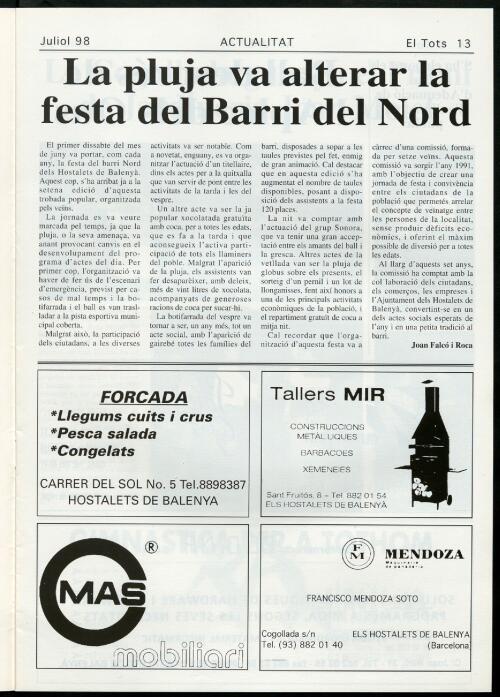 Juliol 98
ACTUALITAT
El Tots 13
La pluja va alterar la
festa del Barri del Nord
El primer dissabte del mes
de juny va portar, com cada
any, la festa del barri Nord
dels Hostalets de Balenyà.
Aquest cop, s'ha arribat ja a la
setena edició d'aquesta
trobada popular, organitzada
pels veïns.
La jornada es va veure
marcada pel temps, ja que la
pluja, o la seva amenaça, va
anant provocant canvis en el
desenvolupament del pro-
grama d'actes del dia. Per
primer cop, l'organització va
haver de fer ús de l'escenari
d'emergència, previst per ca-
sos de mal temps i la bo-
tifarrada i el ball es van tras-
lladar a la pista esportiva muni-
cipal coberta.
Malgrat això, la participació
dels ciutadans, a les diverses
activitats va ser notable. Com
a novetat, enguany, es va orga-
nitzar l'actuació d'un titellaire,
dins els actes per a la quitxalla
que van servir de pont entre les
activitats de la tarda i les del
vespre.
Un altre acte va ser la ja
popular xocolatada gratuïta
amb coca, per a totes les edats,
que es fa a la tarda i que
aconsegueix l'activa parti-
cipació de tots els llaminers
del poble. Malgrat l'aparició
de la pluja, els assistents van
fer desaparèixer, amb deleix,
més de vint litres de xocolata,
acompanyats de generoses
racions de coca per sucar-hi.
La botifarrada del vespre va
tornar a ser, un any més, tot un
acte social, amb l'aparició de
gairebé totes les famílies del
barri, disposades a sopar a les
taules previstes pel fet, enmig
de gran animació. Cal destacar
que en aquesta edició s'ha
augmentat el nombre de taules
disponibles, posant a dispo-
sició dels assistents a la festa
120 places.
La nit va comptar amb
l'actuació del grup Sonora,
que va tenir una gran accep-
tació entre els amants del ball i
la gresca. Altres actes de la
vetllada van ser la pluja de
globus sobre els presents, el
sorteig d'un pernil i un lot de
llonganisses, fent així honors a
una de les principals activitats
econòmiques de la població, i
el repartiment gratuït de coca a
mitja nit.
Cal recordar que l'orga-
nització d'aquesta festa va a
càrrec d'una comissió, forma-
da per setze veïns. Aquesta
comissió va sorgir l'any 1991,
amb l'objectiu de crear una
jornada de festa i convivència
entre els ciutadans de la
població que permetés arrelar
el concepte de veïnatge entre
les persones de la localitat,
sense produir dèficits eco-
nòmics, i oferint el màxim
possible de diversió per a totes
les edats.
Al llarg d'aquests set anys,
la comissió ha comptat amb la
col·laboració dels ciutadans,
els comerços, les empreses i
l'Ajuntament dels Hostalets de
Balenyà, convertint-se en un
dels actes socials esperats de
l'any i en una petita tradició al
barri.
Joan Falcó i Roca
FORCADA
*Llegums cuits i crus
*Pesca salada
*Congelats
CARRER DEL SOL No. 5 Tel.8898387
HOSTALETS DE BALENYA
Tallers MIR
CONSTRUCCIONS
METAL·LIQUES
BARBACOES
XEMENEIES
Sant Fruitós, 8 - Tel. 882 01 54
ELS HOSTALETS DE BALENYÀ
®
MAS
mobiliari
FM
MENDOZA
Maquinaria
de panaderia
FRANCISCO MENDOZA SOTO
Cogollada s/n
ELS HOSTALETS DE BALENYA
Tel. (93) 882 01 40
(Barcelona)